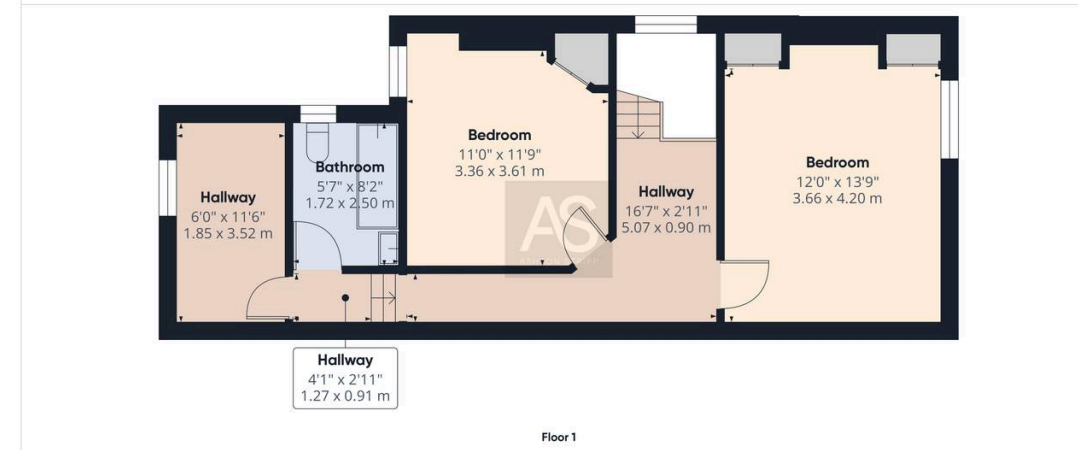 Bedroom
11'0" x 11'9"
3.36 x 3.61 m
Bedroom
12'0" x 13'9"
3.66 x 4.20 m
Bathroom
5'7" x 8'2"
1.72 x 2.50 m
Hallway
6'0" x 11'6"
1.85 x 3.52 m
Hallway
16'7" x 2'11"
5.07 x 0.90 m
AS
Hallway
4'1" x 2'11"
1.27 x 0.91 m
Floor 1